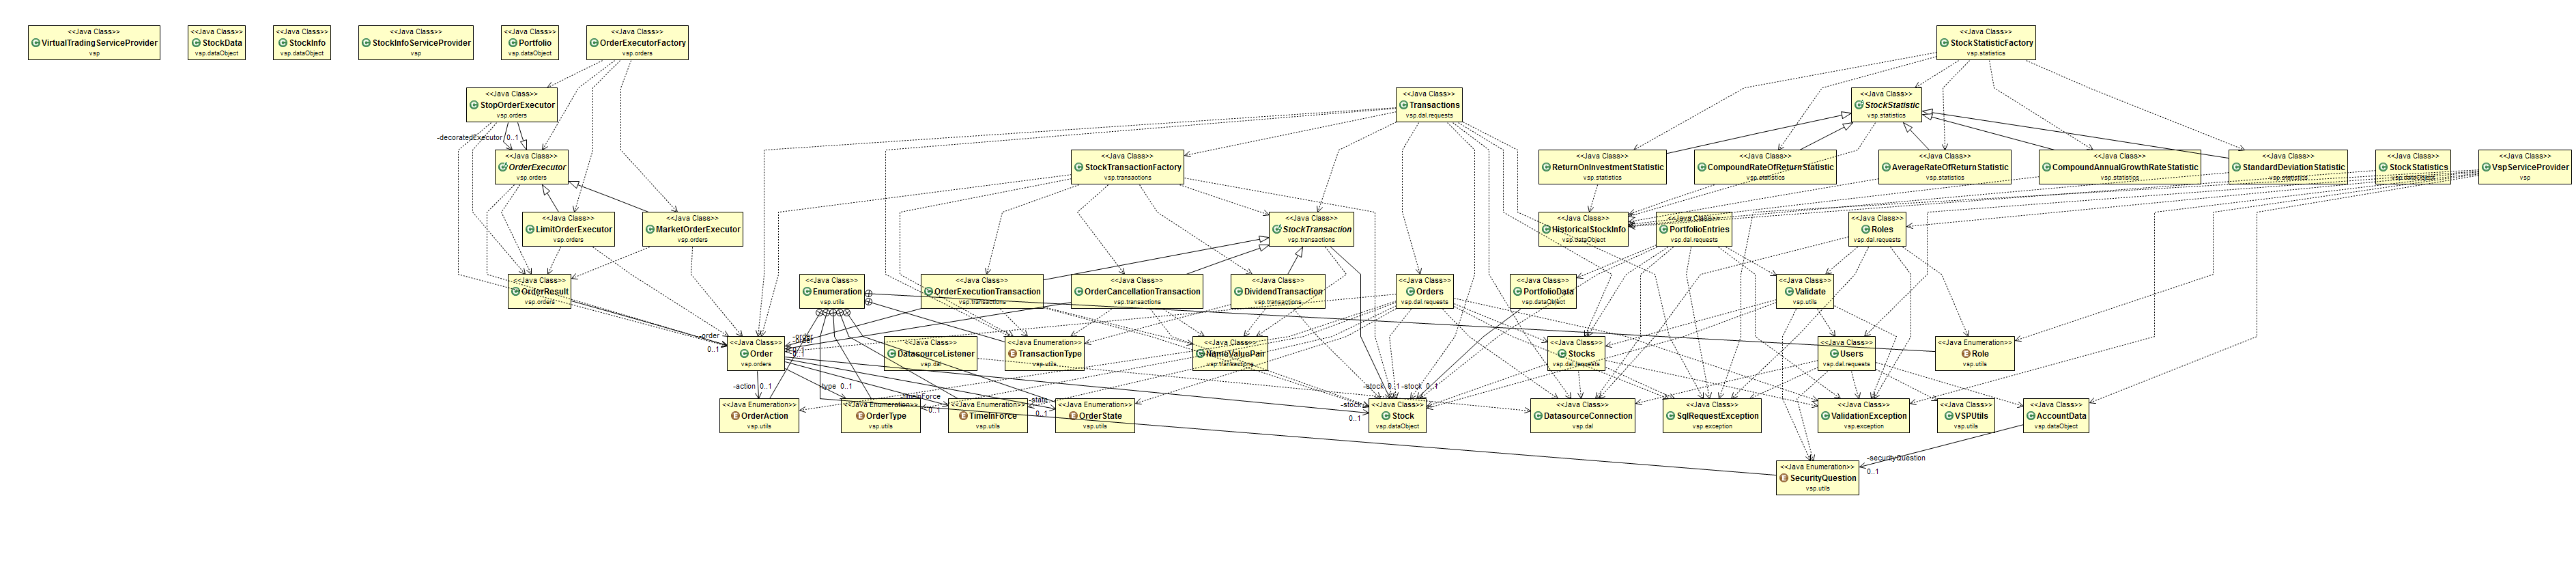 <<Java Class>>
VirtualTradingServiceProvider
vsp
<<Java Class>>
StockData
vsp.dataObject
<<Java Class>>
StockInfo
vsp.dataObject
<<Java Class>>
StockInfoServiceProvider
vsp
<<Java Class>>
Portfolio
vsp.dataObject
<<Java Class>>
OrderExecutorFactory
vsp.orders
<<Java Class>>
StockStatisticFactory
vsp.statistics
<<Java Class>>
StopOrderExecutor
vsp.orders
<<Java Class>>
Transactions
vsp.dal.requests
<<Java Class>>
StockStatistic
vsp.statistics
-decoratedExecutor 0..1
<<Java Class>>
OrderExecutor
vsp.orders
<<Java Class>>
StockTransactionFactory
vsp.transactions
<<Java Class>>
ReturnOnInvestmentStatistic
vsp.statistics
<<Java Class>>
CompoundRateOfReturnStatistic
vsp.statistics
<<Java Class>>
AverageRateOfReturnStatistic
vsp.statistics
<<Java Class>>
CompoundAnnualGrowthRateStatistic
vsp.statistics
<<Java Class>>
StandardDeviationStatistic
vsp.statistics
<<Java Class>>
StockStatistics
vsp.dataObject
<<Java Class>>
VspServiceProvider
vsp
<<Java Class>>
LimitOrderExecutor
vsp.orders
<<Java Class>>
MarketOrderExecutor
vsp.orders
<<Java Class>>
StockTransaction
vsp.transactions
<<Java Class>>
HistoricalStockInfo
vsp.dataObject
<<Java Class>>
PortfolioEntries
vsp.dal.requests
<<Java Class>>
Roles
vsp.dal.requests
<<Java Class>>
OrderResult
vsp.orders
<<Java Class>>
Enumeration
vsp.utils
<<Java Class>>
OrderExecutionTransaction
vsp.transactions
<<Java Class>>
OrderCancellationTransaction
vsp.transactions
<<Java Class>>
DividendTransaction
vsp.transactions
<<Java Class>>
Orders
vsp.dal.requests
<<Java Class>>
PortfolioData
vsp.dataObject
<<Java Class>>
Validate
vsp.utils
-order
0..1
<<Java Class>>
Order
vsp.orders
-order
-order
0..1
<<Java Class>>
DatasourceListener
vsp.dal
<<Java Enumeration>>
TransactionType
vsp.utils
<<Java Class>>
NameValuePair
vsp.transactions
<<Java Class>>
Stocks
vsp.dal.requests
<<Java Class>>
Users
vsp.dal.requests
<<Java Enumeration>>
Role
vsp.utils
-action 0..1
-type 0..1
-timeInForce
0..1
-state
0..1
-stock 0..1
-stock 0..1
-stock
0..1
<<Java Enumeration>>
OrderAction
vsp.utils
<<Java Enumeration>>
OrderType
vsp.utils
<<Java Enumeration>>
TimeInForce
vsp.utils
<<Java Enumeration>>
OrderState
vsp.utils
<<Java Class>>
Stock
vsp.dataObject
<<Java Class>>
DatasourceConnection
vsp.dal
<<Java Class>>
SqlRequestException
vsp.exception
<<Java Class>>
ValidationException
vsp.exception
<<Java Class>>
VSPUtils
vsp.utils
<<Java Class>>
AccountData
vsp.dataObject
-securityQuestion
0..1
<<Java Enumeration>>
SecurityQuestion
vsp.utils